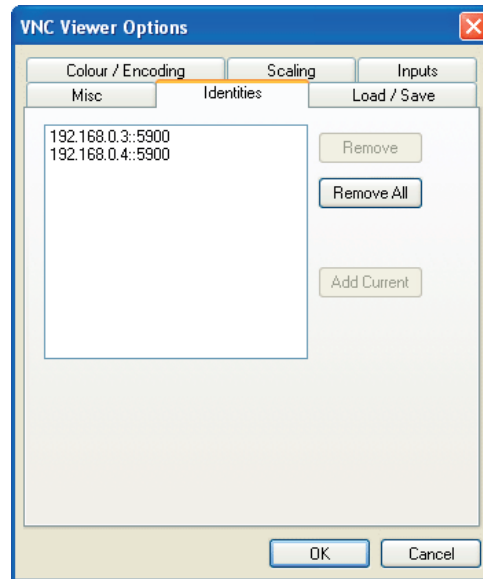 VNC Viewer Options
Colour / Encoding Scaling Inputs
Misc Identities Load / Save
192.168.0.3::5900
192.168.0.4::5900
Remove
Remove All
Add Current
OK Cancel